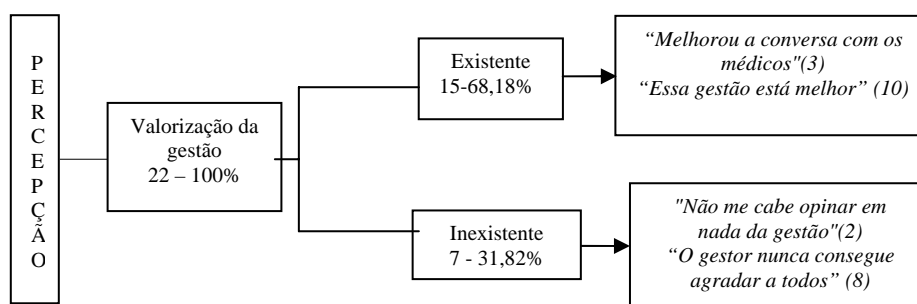 PERCEPÇÃO
Valorização da
gestão
22 – 100%
Existente
15-68,18%
“Melhorou a conversa com os
médicos"(3)
“Essa gestão está melhor” (10)
Inexistente
7 - 31,82%
"Não me cabe opinar em
nada da gestão"(2)
“O gestor nunca consegue
agradar a todos” (8)